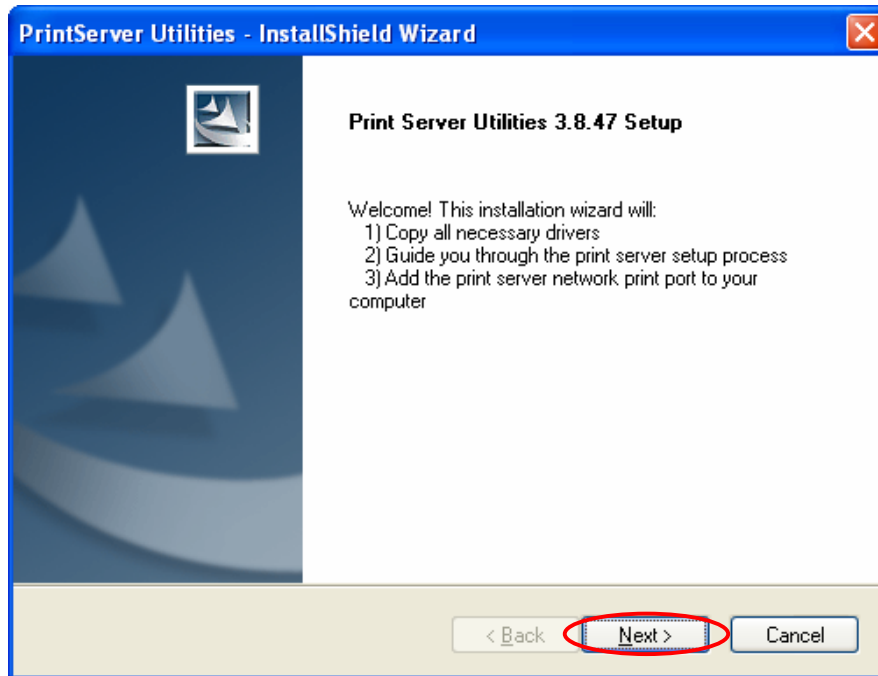 PrintServer Utilities - InstallShield Wizard
Print Server Utilities 3.8.47 Setup
Welcome! This installation wizard will:
1) Copy all necessary drivers
2) Guide you through the print server setup process
3) Add the print server network print port to your
computer
< Back Next > Cancel